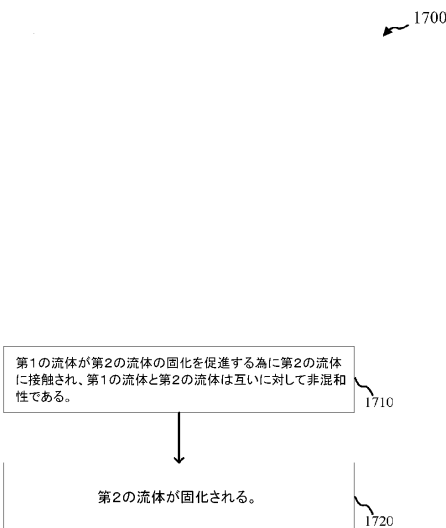 1700
第1の流体が第2の流体の固化を促進する為に第2の流体
に接触され、第1の流体と第2の流体は互いに対して非混和
性である。
1710
第2の流体が固化される。
1720